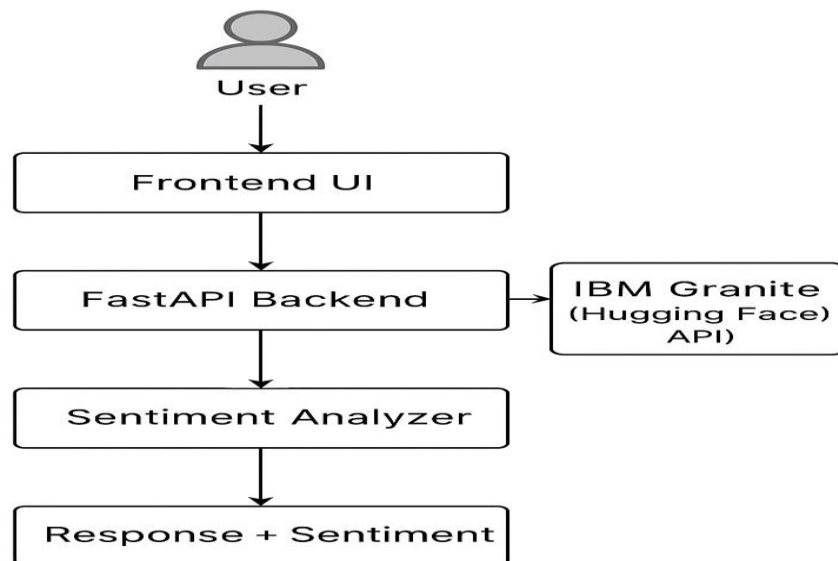 User
Frontend UI
FastAPI Backend
IBM Granite
(Hugging Face)
API)
Sentiment Analyzer
Response + Sentiment